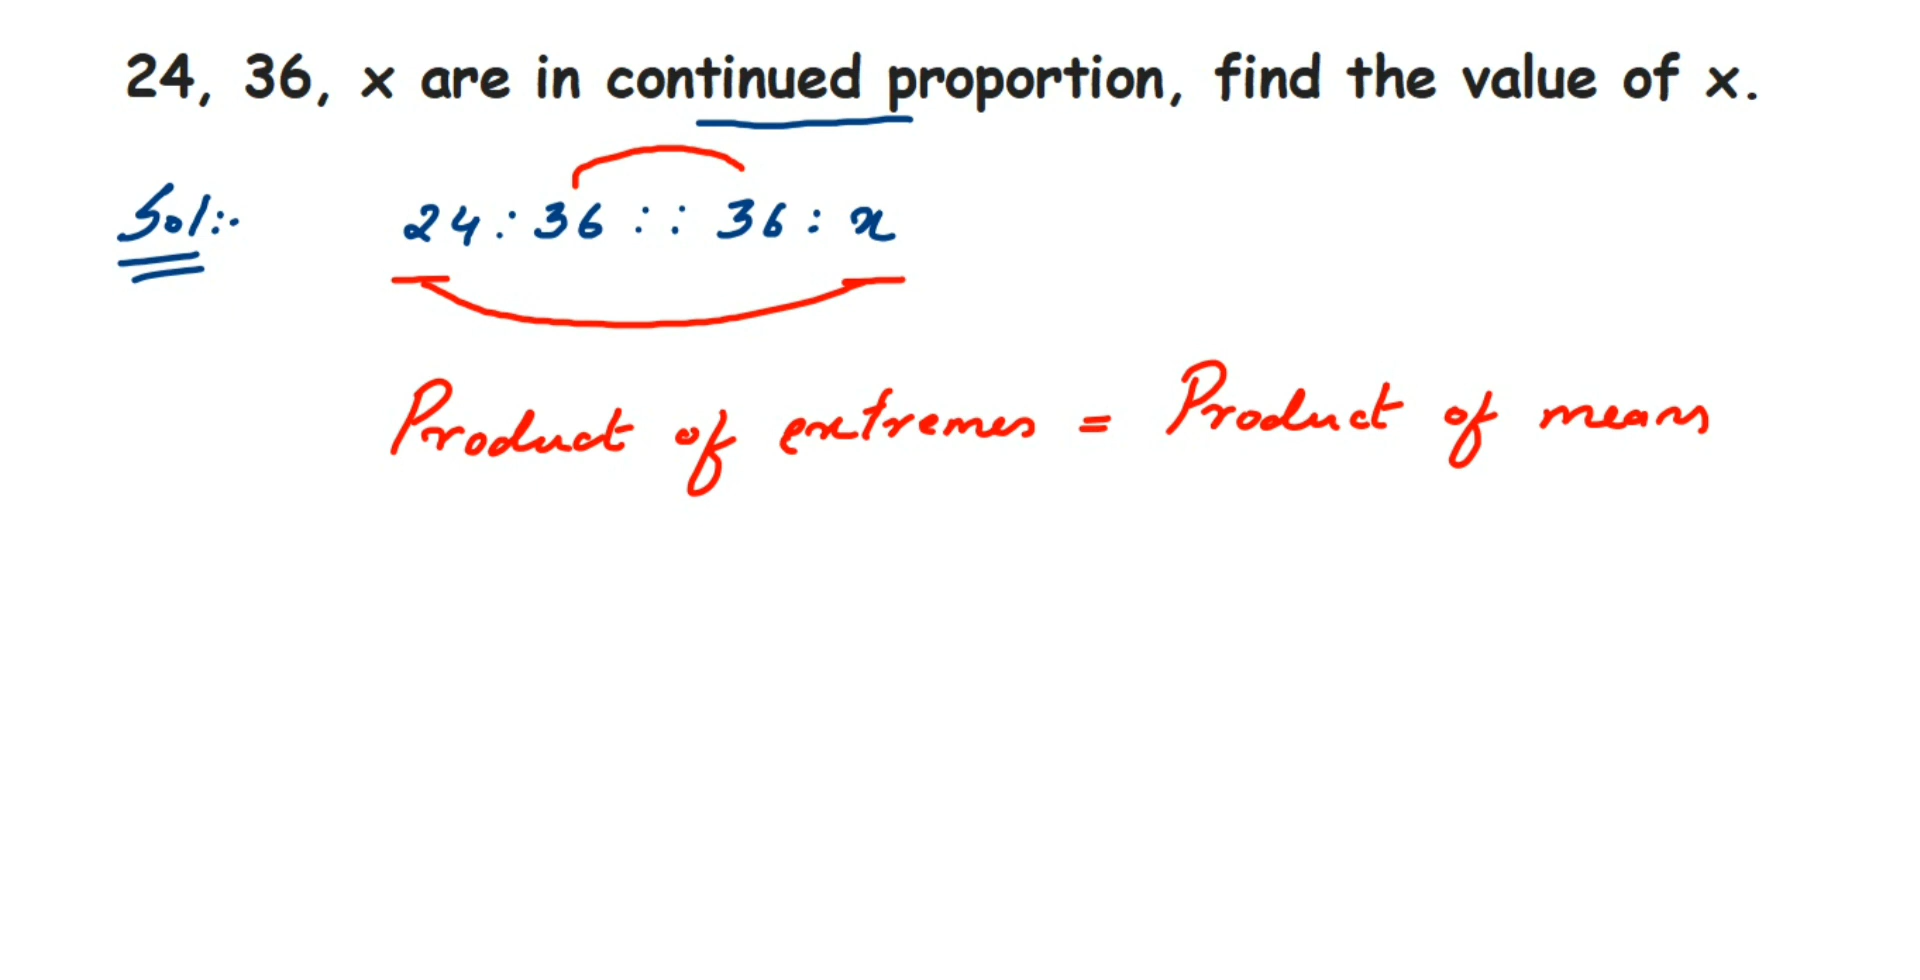 24, 36, x are in continued proportion, find the value of x.
Sol:-
24 : 36 : : 36 : x
Product of extremes = Product of means